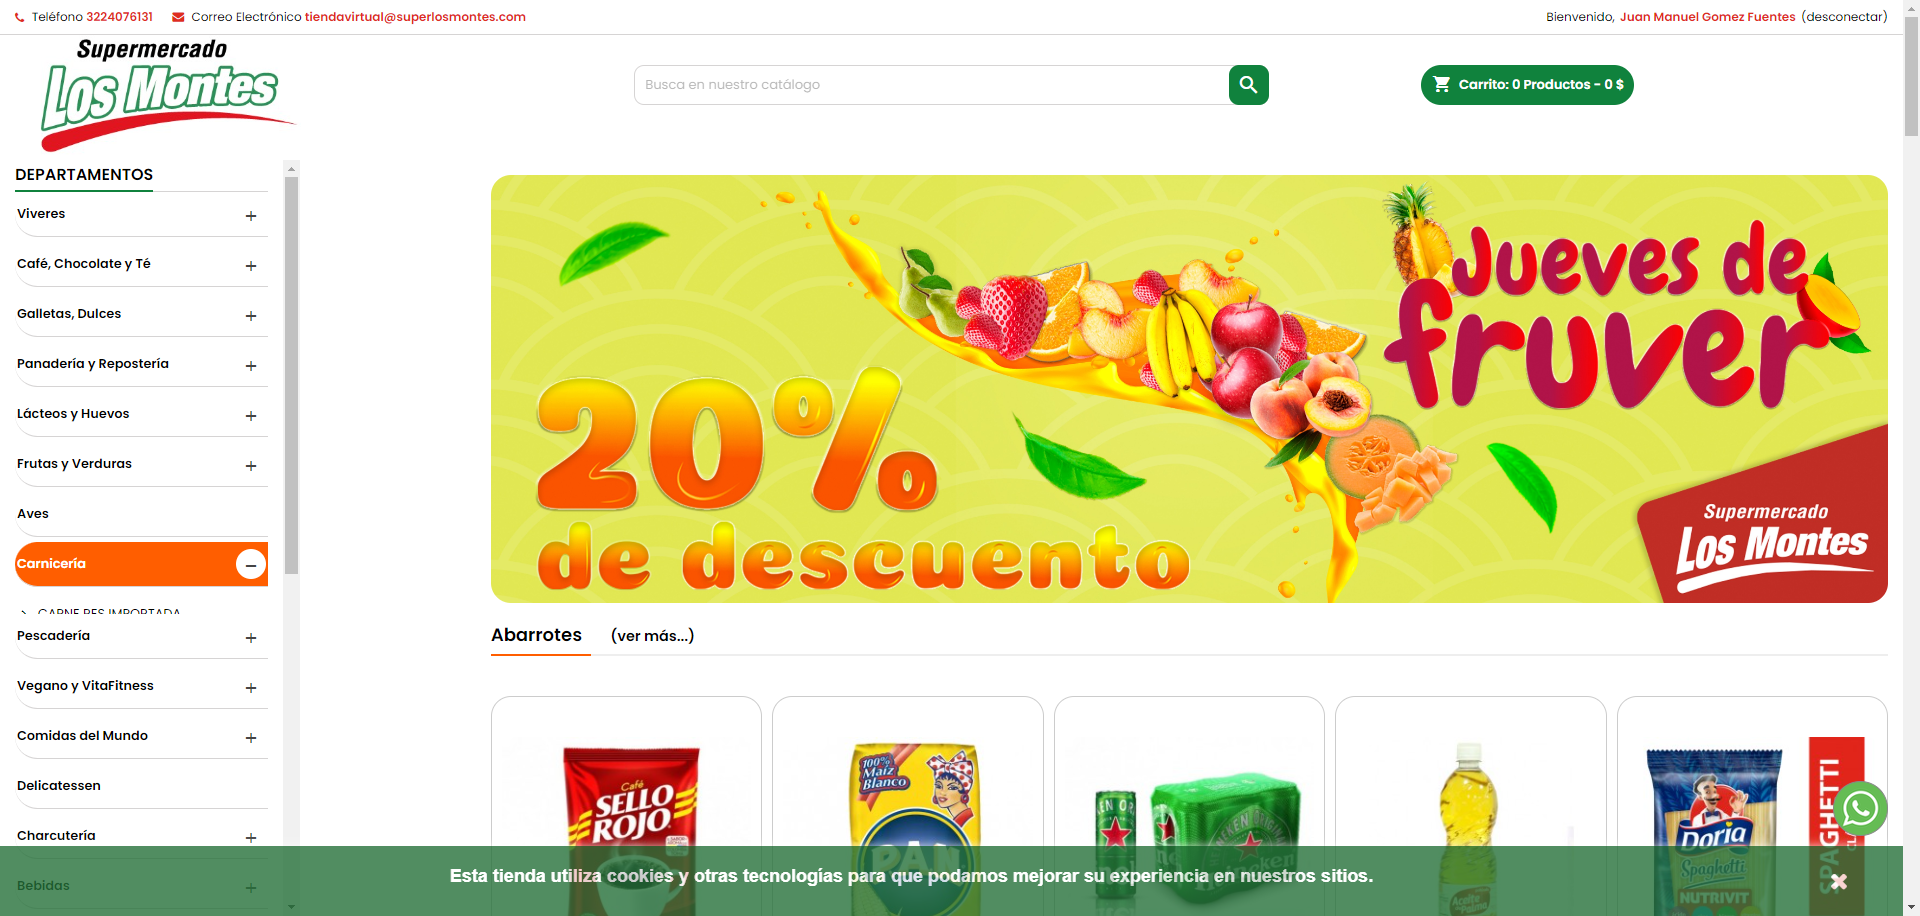 Teléfono 3224076131
Correo Electrónico tiendavirtual@superlosmontes.com
Bienvenido, Juan Manuel Gomez Fuentes (desconectar)
Supermercado
Los Montes
Busca en nuestro catálogo
Carrito: 0 Productos - 0 $
DEPARTAMENTOS
Viveres
Café, Chocolate y Té
Galletas, Dulces
Panadería y Repostería
Lácteos y Huevos
Frutas y Verduras
Aves
Carnicería
CARNE RES IMPORTADA
Pescadería
Vegano y VitaFitness
Comidas del Mundo
Delicatessen
Charcutería
Bebidas
Jueves de
fruver
20%
de descuento
Supermercado
Los Montes
Abarrotes (ver más...)
Café
SELLO
ROJO
100%
Maíz
Blanco
PAN
Heineken
Doria
Spaghetti
NUTRIVIT
SPAGHETTI
Esta tienda utiliza cookies y otras tecnologías para que podamos mejorar su experiencia en nuestros sitios.